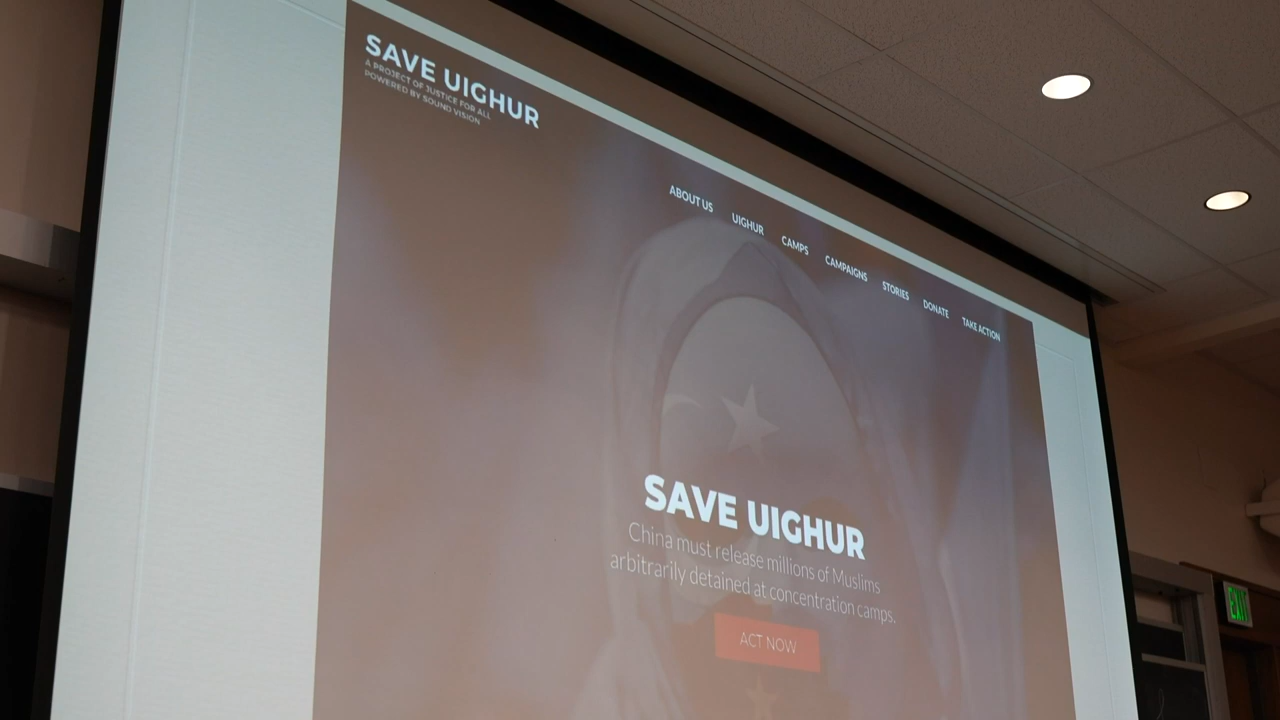 SAVE UIGHUR
A PROJECT OF JUSTICE FOR ALL
POWERED BY SOUND VISION
ABOUT US UIGHUR CAMPS CAMPAIGNS STORIES DONATE TAKE ACTION
SAVE UIGHUR
China must release millions of Muslims
arbitrarily detained at concentration camps.
ACT NOW
EXIT